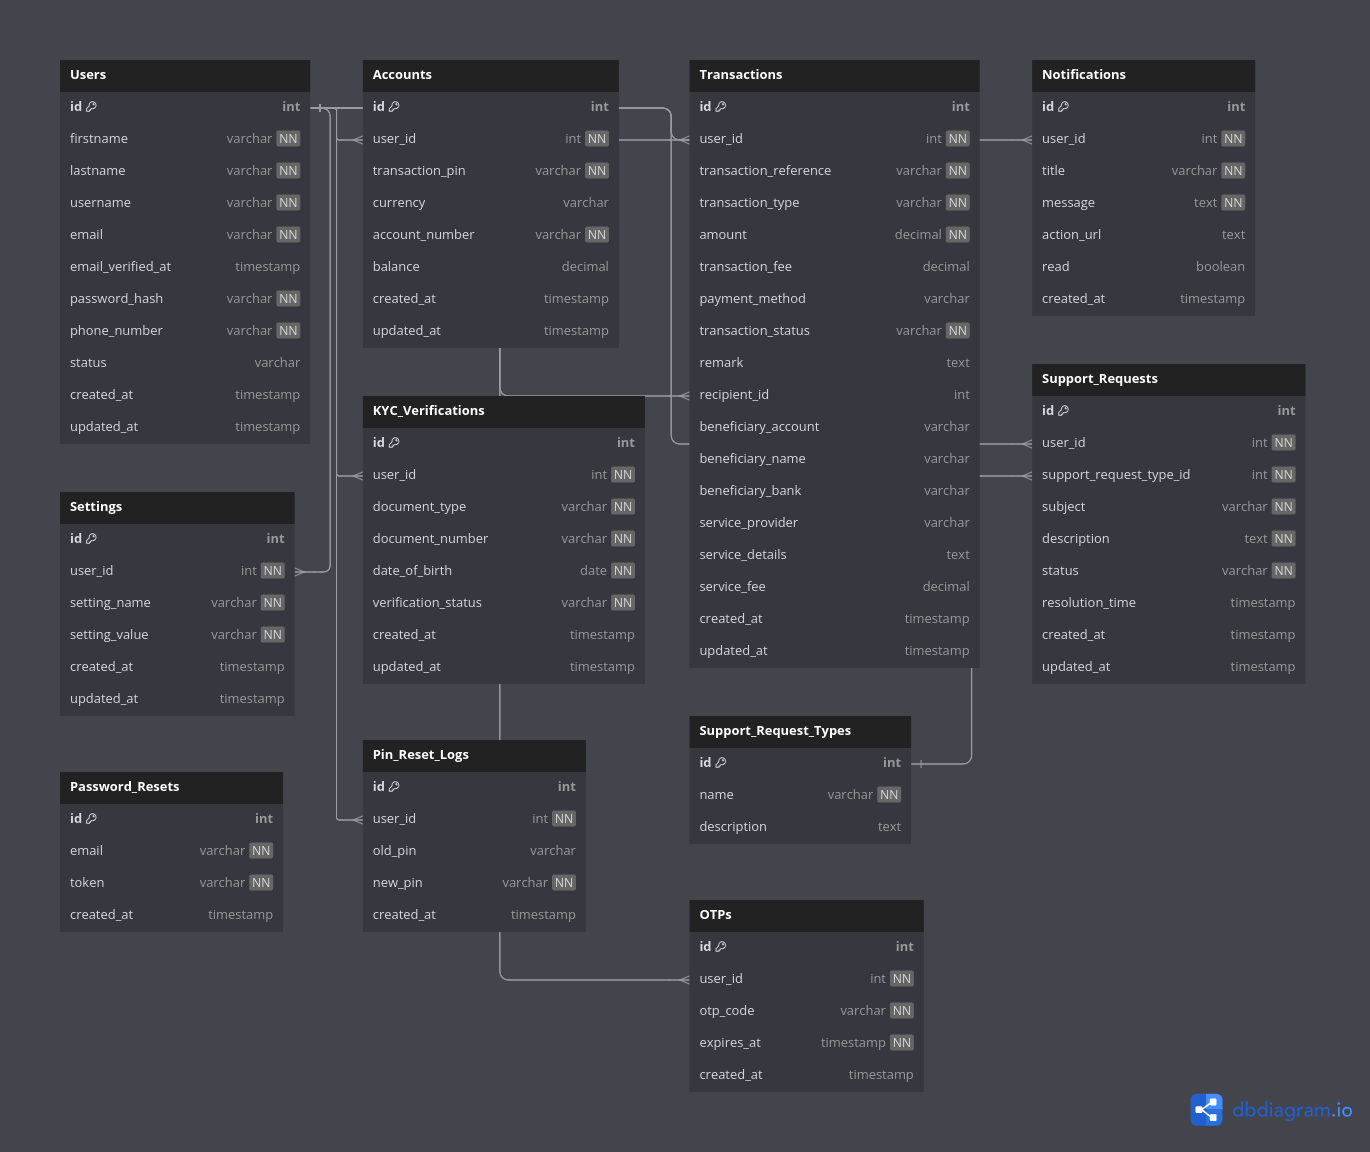 Users
id int
firstname varchar NN
lastname varchar NN
username varchar NN
email varchar NN
email_verified_at timestamp
password_hash varchar NN
phone_number varchar NN
status varchar
created_at timestamp
updated_at timestamp
Settings
id int
user_id int NN
setting_name varchar NN
setting_value varchar NN
created_at timestamp
updated_at timestamp
Password_Resets
id int
email varchar NN
token varchar NN
created_at timestamp
Accounts
id int
user_id int NN
transaction_pin varchar NN
currency varchar
account_number varchar NN
balance decimal
created_at timestamp
updated_at timestamp
KYC_Verifications
id int
user_id int NN
document_type varchar NN
document_number varchar NN
date_of_birth date NN
verification_status varchar NN
created_at timestamp
updated_at timestamp
Pin_Reset_Logs
id int
user_id int NN
old_pin varchar
new_pin varchar NN
created_at timestamp
Transactions
id int
user_id int NN
transaction_reference varchar NN
transaction_type varchar NN
amount decimal NN
transaction_fee decimal
payment_method varchar
transaction_status varchar NN
remark text
recipient_id int
beneficiary_account varchar
beneficiary_name varchar
beneficiary_bank varchar
service_provider varchar
service_details text
service_fee decimal
created_at timestamp
updated_at timestamp
Support_Request_Types
id int
name varchar NN
description text
OTPs
id int
user_id int NN
otp_code varchar NN
expires_at timestamp NN
created_at timestamp
Notifications
id int
user_id int NN
title varchar NN
message text NN
action_url text
read boolean
created_at timestamp
Support_Requests
id int
user_id int NN
support_request_type_id int NN
subject varchar NN
description text NN
status varchar NN
resolution_time timestamp
created_at timestamp
updated_at timestamp
dbdiagram.io